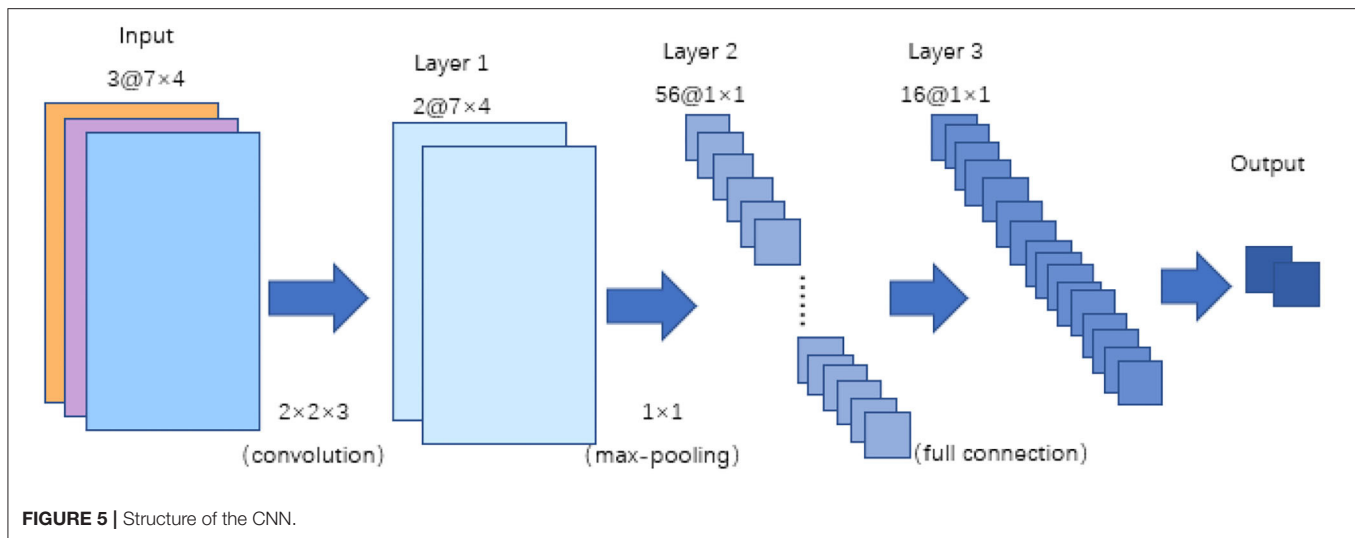 Input
3@7×4
Layer 1
2@7×4
Layer 2
56@1×1
Layer 3
16@1×1
Output
2×2×3
(convolution)
1×1
(max-pooling)
(full connection)
FIGURE 5 | Structure of the CNN.